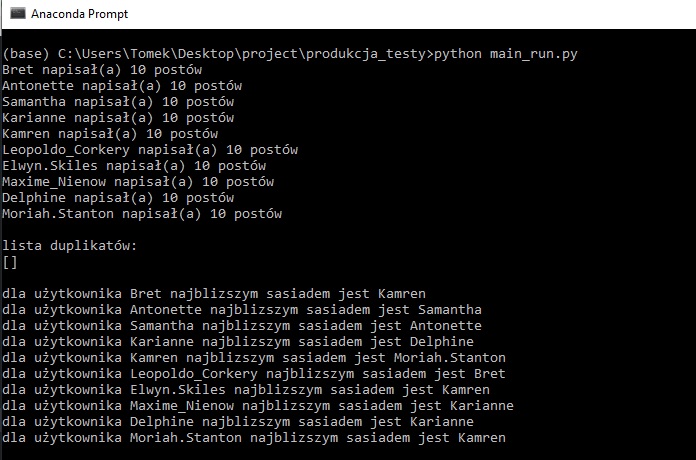 Anaconda Prompt
(base) C:\Users\Tomek\Desktop\project\produkcja_testy>python main_run.py
Bret napisał(a) 10 postów
Antonette napisał(a) 10 postów
Samantha napisał(a) 10 postów
Karianne napisał(a) 10 postów
Kamren napisał(a) 10 postów
Leopoldo_Corkery napisał(a) 10 postów
Elwyn.Skiles napisał(a) 10 postów
Maxime_Nienow napisał(a) 10 postów
Delphine napisał(a) 10 postów
Moriah.Stanton napisał(a) 10 postów
lista duplikatów:
[]
dla użytkownika Bret najblizszym sasiadem jest Kamren
dla użytkownika Antonette najblizszym sasiadem jest Samantha
dla użytkownika Samantha najblizszym sasiadem jest Antonette
dla użytkownika Karianne najblizszym sasiadem jest Delphine
dla użytkownika Kamren najblizszym sasiadem jest Moriah.Stanton
dla użytkownika Leopoldo_Corkery najblizszym sasiadem jest Bret
dla użytkownika Elwyn.Skiles najblizszym sasiadem jest Kamren
dla użytkownika Maxime_Nienow najblizszym sasiadem jest Karianne
dla użytkownika Delphine najblizszym sasiadem jest Karianne
dla użytkownika Moriah.Stanton najblizszym sasiadem jest Kamren